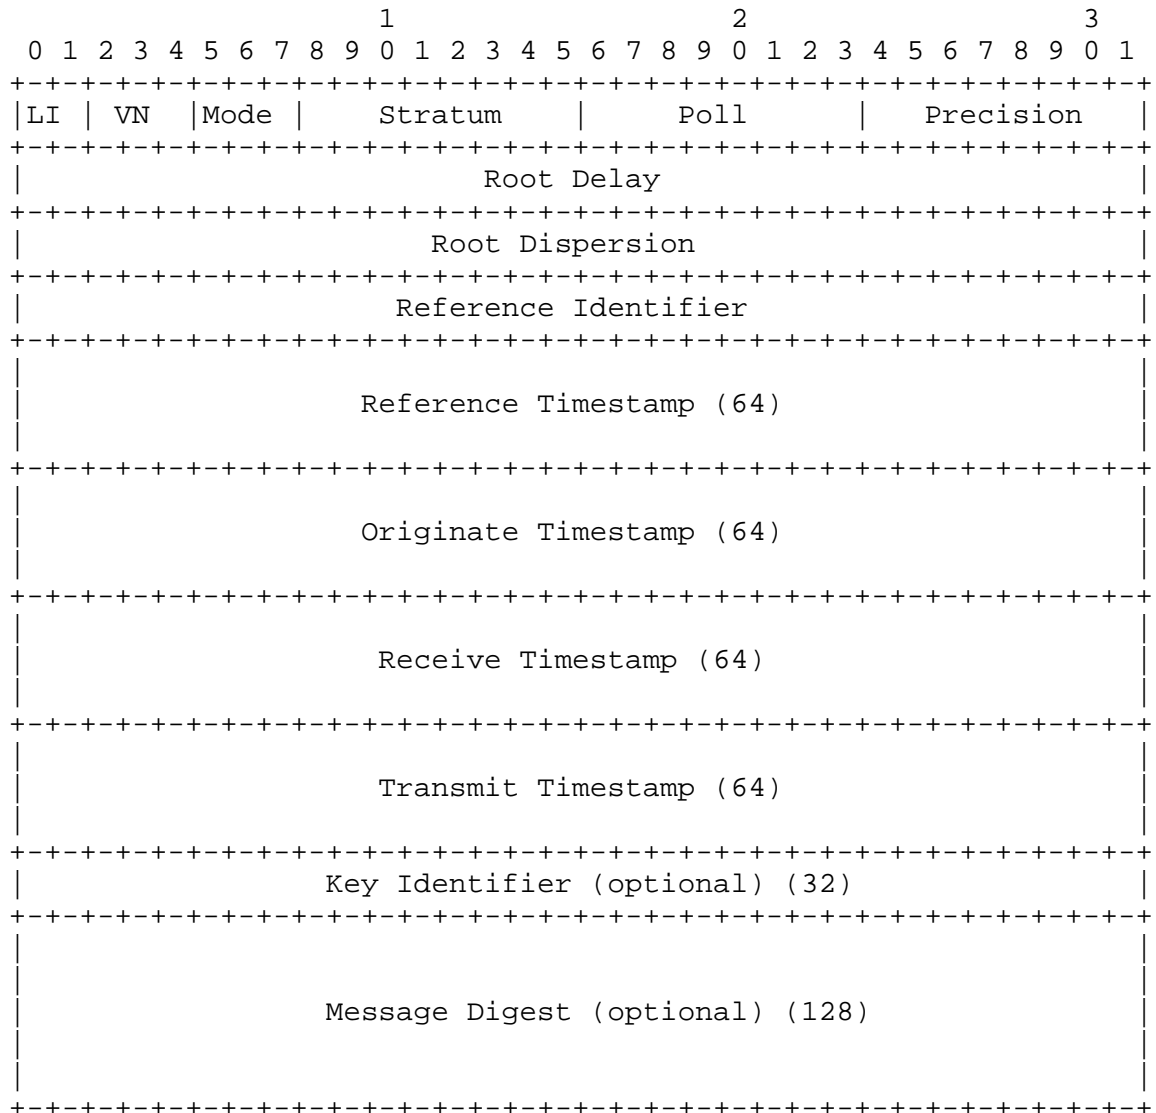 1                   2                   3
 0 1 2 3 4 5 6 7 8 9 0 1 2 3 4 5 6 7 8 9 0 1 2 3 4 5 6 7 8 9 0 1
+-+-+-+-+-+-+-+-+-+-+-+-+-+-+-+-+-+-+-+-+-+-+-+-+-+-+-+-+-+-+-+-+
|LI | VN  |Mode |    Stratum    |     Poll      |   Precision   |
+-+-+-+-+-+-+-+-+-+-+-+-+-+-+-+-+-+-+-+-+-+-+-+-+-+-+-+-+-+-+-+-+
|                          Root Delay                           |
+-+-+-+-+-+-+-+-+-+-+-+-+-+-+-+-+-+-+-+-+-+-+-+-+-+-+-+-+-+-+-+-+
|                       Root Dispersion                         |
+-+-+-+-+-+-+-+-+-+-+-+-+-+-+-+-+-+-+-+-+-+-+-+-+-+-+-+-+-+-+-+-+
|                     Reference Identifier                      |
+-+-+-+-+-+-+-+-+-+-+-+-+-+-+-+-+-+-+-+-+-+-+-+-+-+-+-+-+-+-+-+-+
|                                                               |
|                   Reference Timestamp (64)                    |
|                                                               |
+-+-+-+-+-+-+-+-+-+-+-+-+-+-+-+-+-+-+-+-+-+-+-+-+-+-+-+-+-+-+-+-+
|                                                               |
|                   Originate Timestamp (64)                    |
|                                                               |
+-+-+-+-+-+-+-+-+-+-+-+-+-+-+-+-+-+-+-+-+-+-+-+-+-+-+-+-+-+-+-+-+
|                                                               |
|                    Receive Timestamp (64)                     |
|                                                               |
+-+-+-+-+-+-+-+-+-+-+-+-+-+-+-+-+-+-+-+-+-+-+-+-+-+-+-+-+-+-+-+-+
|                                                               |
|                    Transmit Timestamp (64)                    |
|                                                               |
+-+-+-+-+-+-+-+-+-+-+-+-+-+-+-+-+-+-+-+-+-+-+-+-+-+-+-+-+-+-+-+-+
|                 Key Identifier (optional) (32)                |
+-+-+-+-+-+-+-+-+-+-+-+-+-+-+-+-+-+-+-+-+-+-+-+-+-+-+-+-+-+-+-+-+
|                                                               |
|                                                               |
|                 Message Digest (optional) (128)               |
|                                                               |
|                                                               |
+-+-+-+-+-+-+-+-+-+-+-+-+-+-+-+-+-+-+-+-+-+-+-+-+-+-+-+-+-+-+-+-+